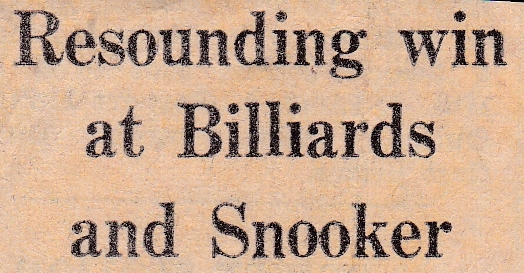 Resounding win
at Billiards
and Snooker